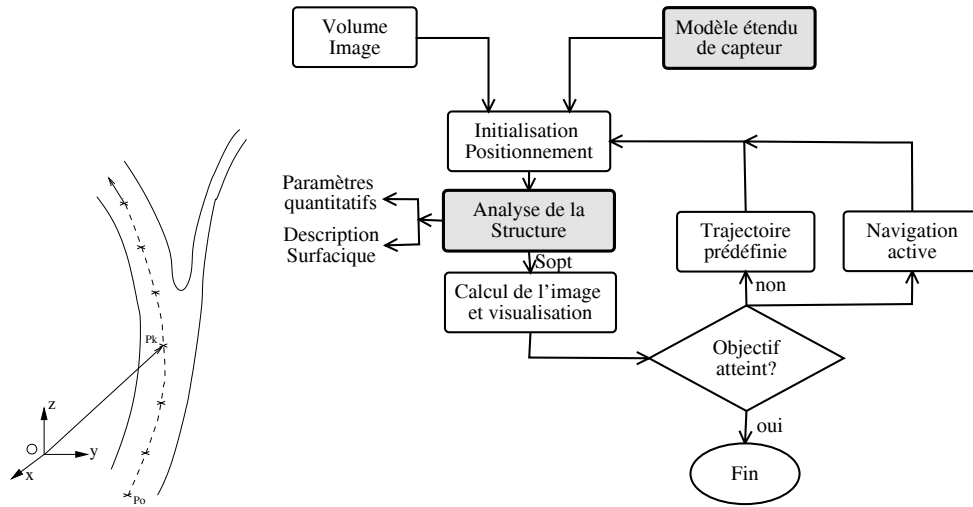 Volume
Image
Modèle étendu
de capteur
Initialisation
Positionnement
Paramètres
quantitatifs
Description
Surfacique
Analyse de la
Structure
Sopt
Calcul de l'image
et visualisation
Trajectoire
prédéfinie
Navigation
active
non
Objectif
atteint?
oui
Fin
Pk
z
O
y
x
Po